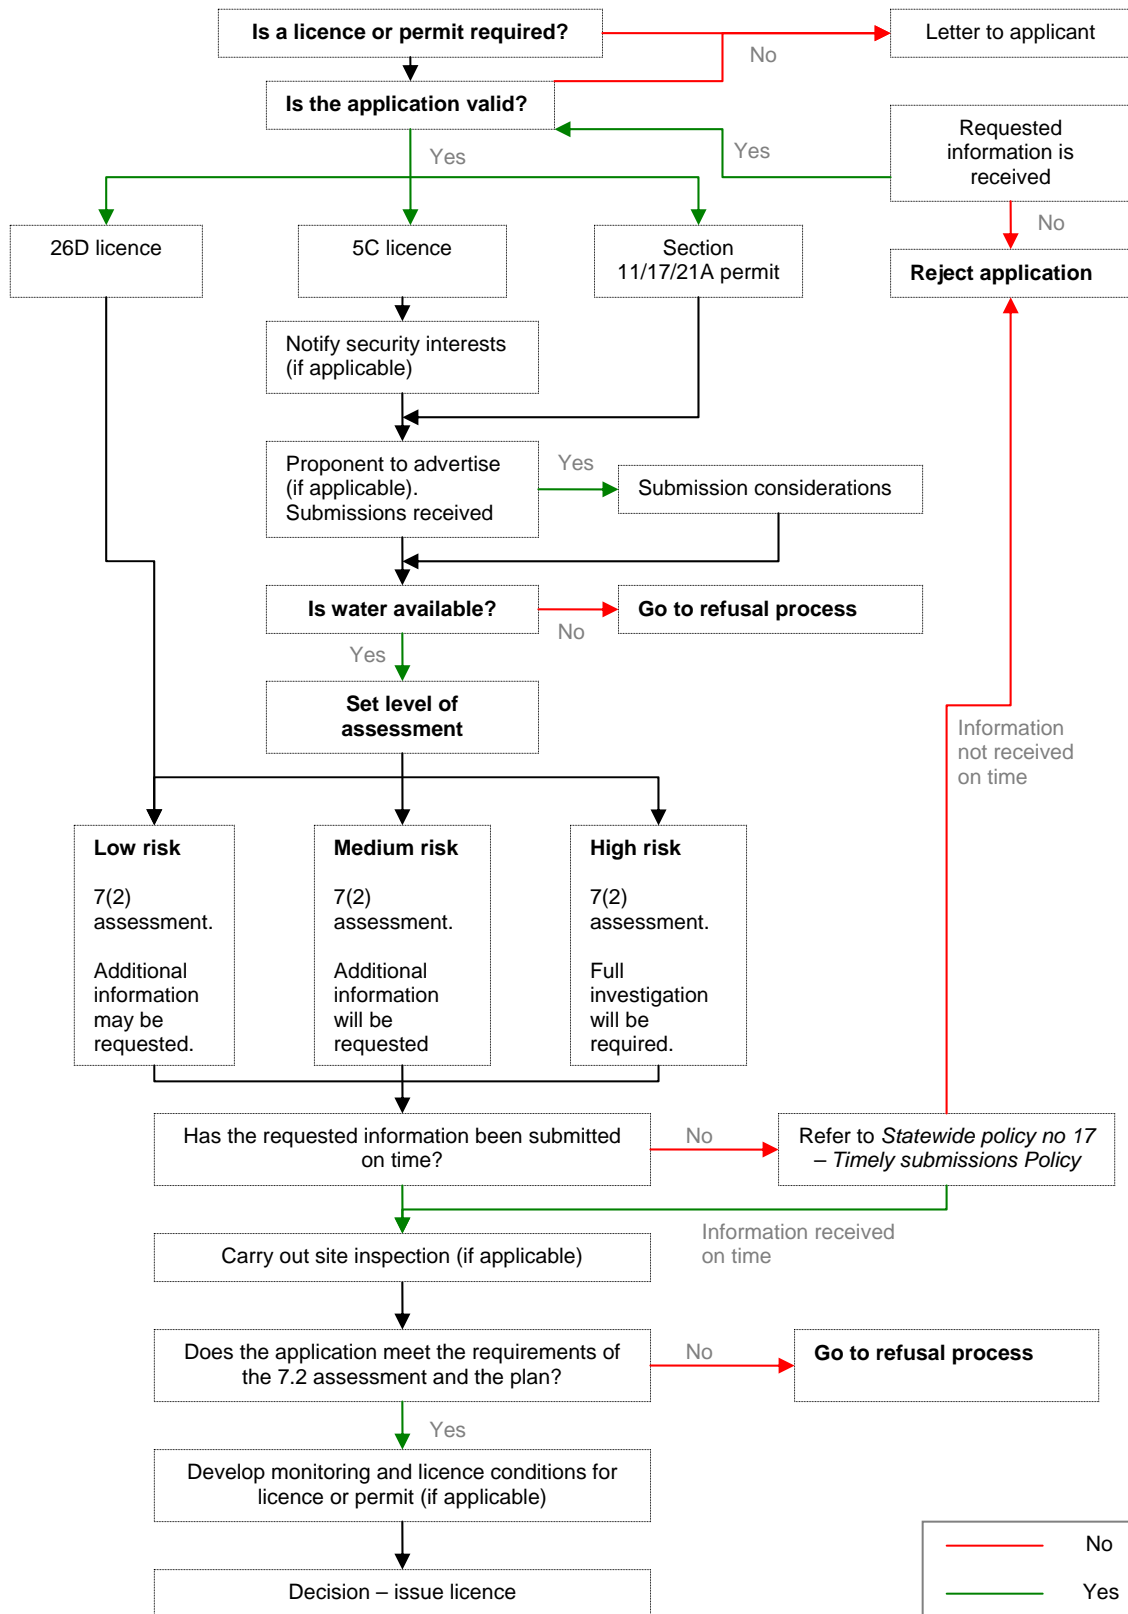 Is a licence or permit required?
No
Letter to applicant
Is the application valid?
Yes
Yes
Requested
information is
received
No
26D licence
5C licence
Section
11/17/21A permit
Reject application
Notify security interests
(if applicable)
Proponent to advertise
(if applicable).
Submissions received
Yes
Submission considerations
Is water available?
No
Go to refusal process
Yes
Set level of
assessment
Information
not received
on time
Low risk
7(2)
assessment.
Additional
information
may be
requested.
Medium risk
7(2)
assessment.
Additional
information
will be
requested
High risk
7(2)
assessment.
Full
investigation
will be
required.
Has the requested information been submitted
on time?
No
Refer to Statewide policy no 17
– Timely submissions Policy
Information received
on time
Carry out site inspection (if applicable)
Does the application meet the requirements of
the 7.2 assessment and the plan?
No
Go to refusal process
Yes
Develop monitoring and licence conditions for
licence or permit (if applicable)
Decision – issue licence
No
Yes